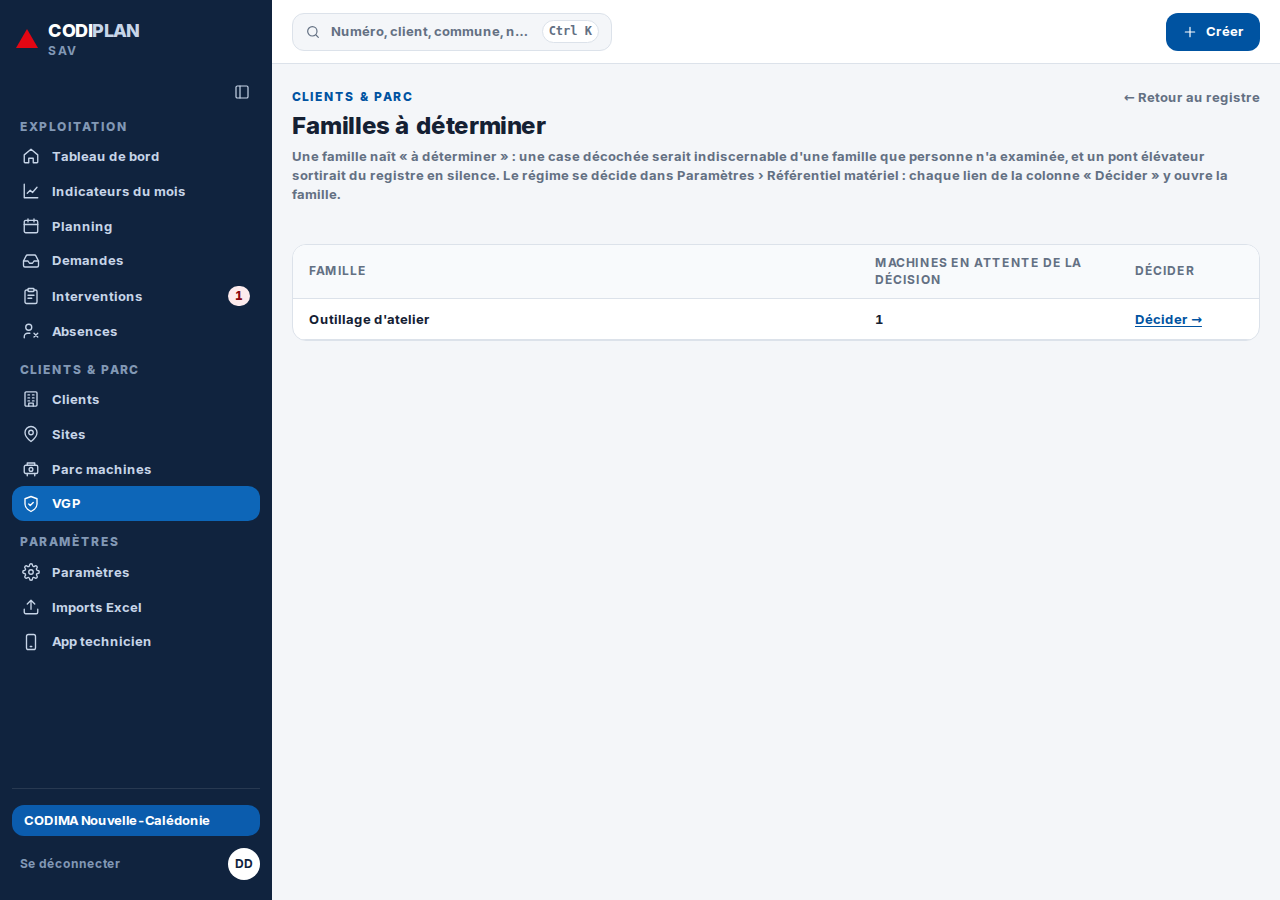 CODIPLAN
SAV
EXPLOITATION
Tableau de bord
Indicateurs du mois
Planning
Demandes
Interventions 1
Absences
CLIENTS & PARC
Clients
Sites
Parc machines
VGP
PARAMÈTRES
Paramètres
Imports Excel
App technicien
CODIMA Nouvelle-Calédonie
Se déconnecter DD
Numéro, client, commune, n… Ctrl K
Créer
CLIENTS & PARC
← Retour au registre
Familles à déterminer
Une famille naît « à déterminer » : une case décochée serait indiscernable d'une famille que personne n'a examinée, et un pont élévateur
sortirait du registre en silence. Le régime se décide dans Paramètres › Référentiel matériel : chaque lien de la colonne « Décider » y ouvre la
famille.
FAMILLE MACHINES EN ATTENTE DE LA DÉCISION DÉCIDER
Outillage d'atelier 1 Décider →